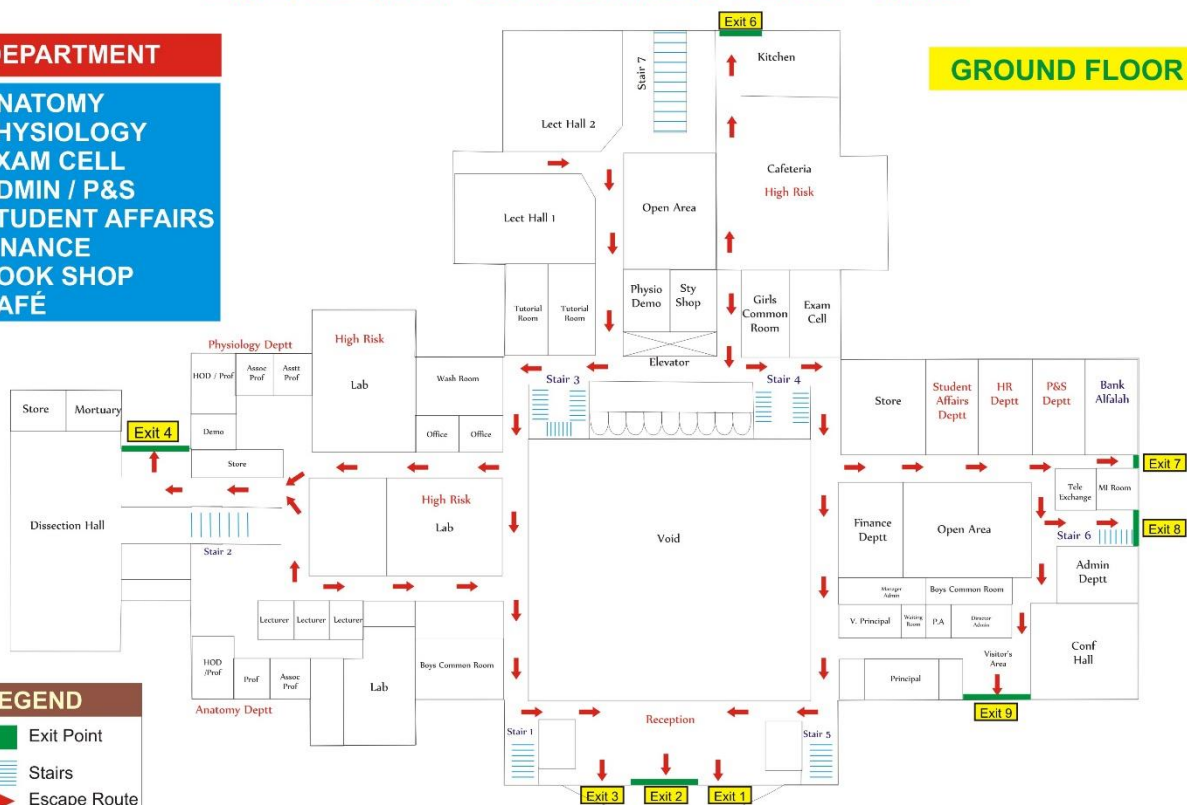 Exit 6
DEPARTMENT
GROUND FLOOR
NATOMY
HYSIOLOGY
XAM CELL
DMIN / P&S
TUDENT AFFAIRS
NANCE
OOK SHOP
AFÉ
Kitchen
Stair 7
Lect Hall 2
Cafeteria
High Risk
Lect Hall 1
Open Area
Tutorial
Room
Tutorial
Room
Physio
Demo
Sty
Shop
Girls
Common
Room
Exam
Cell
Elevator
Stair 3
Stair 4
Physiology Deptt
HOD / Prof
Assoc
Prof
Asstt
Prof
Demo
Store
High Risk
Lab
Wash Room
Office
Office
Store
Mortuary
Exit 4
Dissection Hall
Stair 2
High Risk
Lab
Void
Store
Student
Affairs
Deptt
HR
Deptt
P&S
Deptt
Bank
Alfalah
Exit 7
Tele
Exchange
MI Room
Exit 8
Stair 6
Finance
Deptt
Open Area
Admin
Deptt
Manager
Admin
Boys Common Room
V. Principal
Waiting
Room
P.A
Director
Admin
Visitor's
Area
Conf
Hall
Principal
Exit 9
Lecturer
Lecturer
Lecturer
HOD
/Prof
Prof
Assoc
Prof
Lab
Boys Common Room
Anatomy Deptt
Stair 1
Reception
Stair 5
Exit 3
Exit 2
Exit 1
EGEND
Exit Point
Stairs
Escape Route